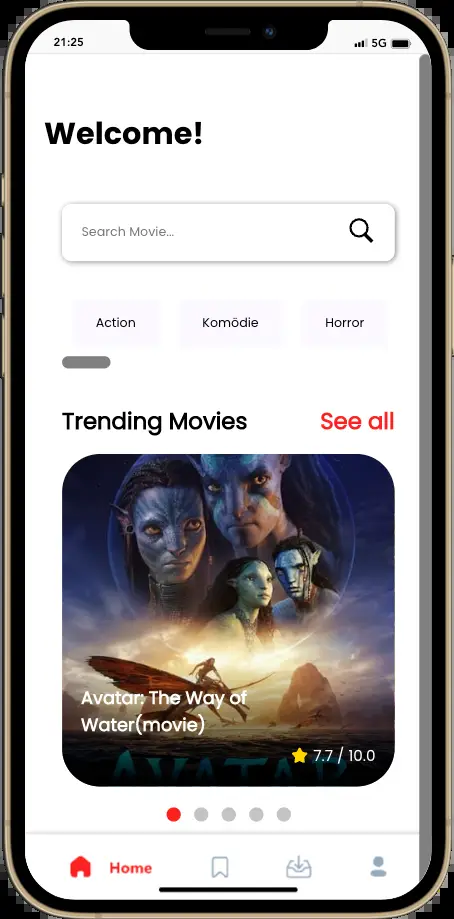 21:25
5G
Welcome!
Search Movie...
Action
Komödie
Horror
Trending Movies
See all
Avatar: The Way of
Water(movie)
7.7 / 10.0
AVATAR
Home